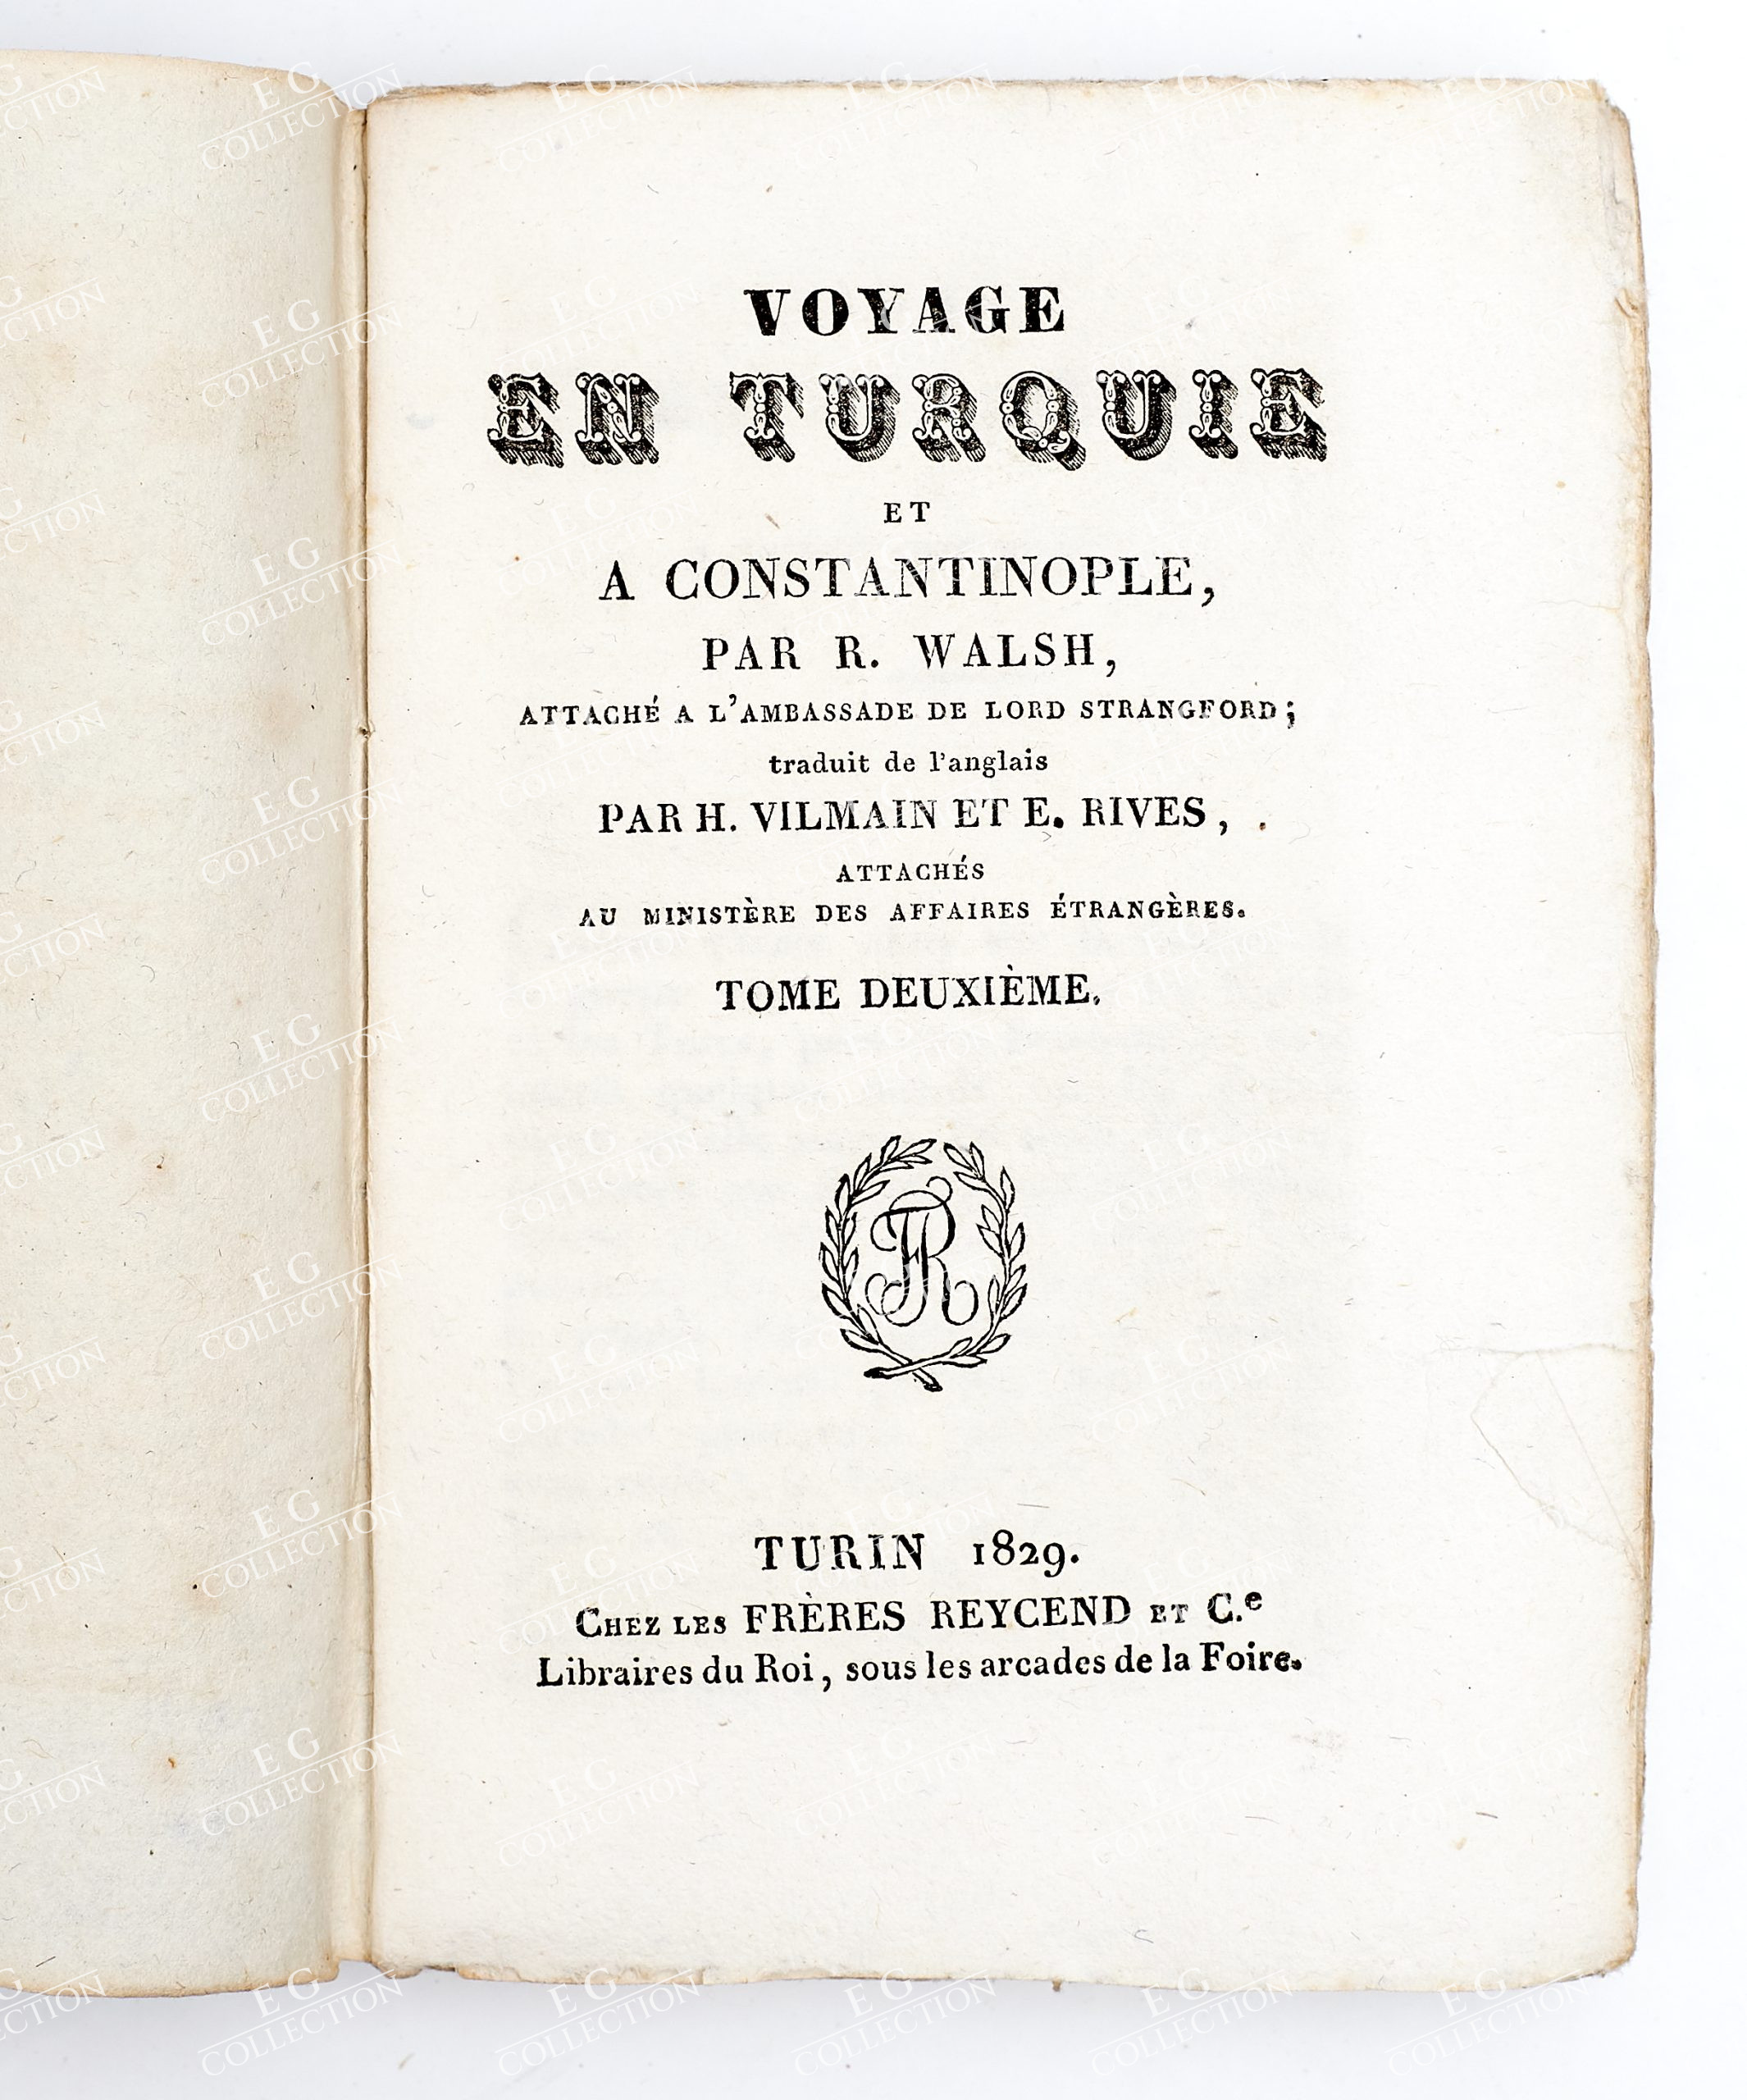 VOYAGE
EN TURQUIE
ET
A CONSTANTINOPLE,
PAR R. WALSH,
ATTACHÉ A L'AMBASSADE DE LORD STRANGFORD;
traduit de l'anglais
PAR H. VILMAIN ET E. RIVES,
ATTACHÉS
AU MINISTÈRE DES AFFAIRES ÉTRANGÈRES.
TOME DEUXIÈME.
FR
TURIN 1829.
CHEZ LES FRÈRES REYCEND ET C.e
Libraires du Roi, sous les arcades de la Foire.
E G
COLLECTION